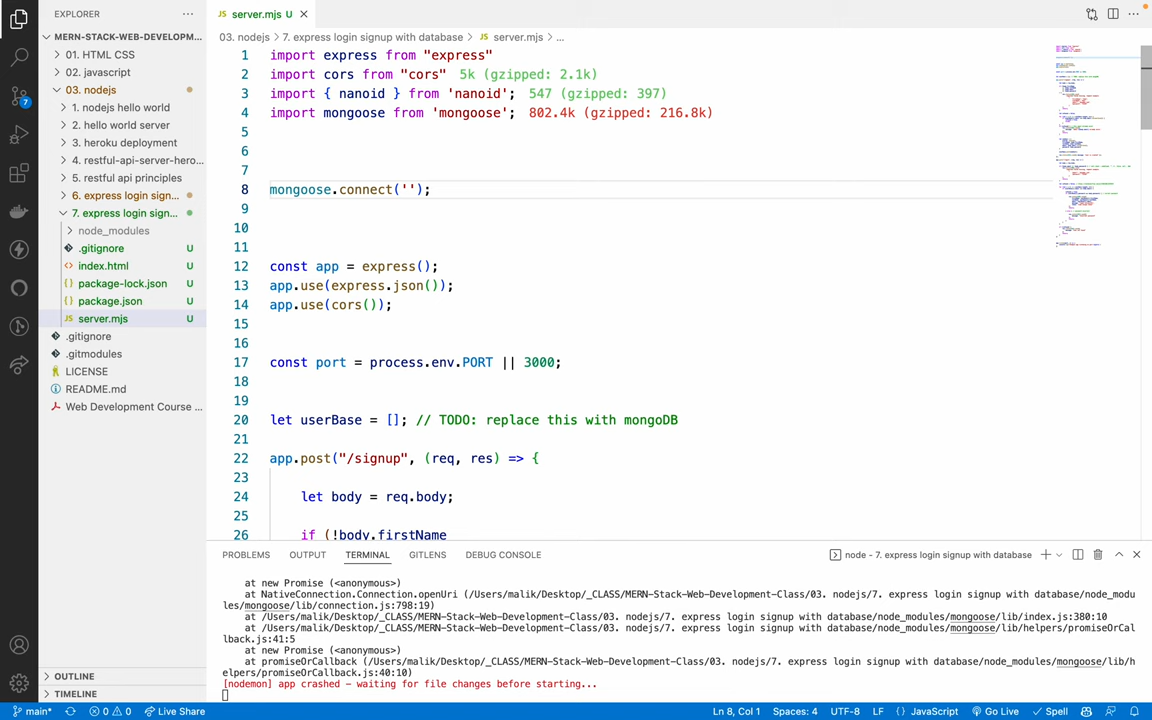 EXPLORER ...
MERN-STACK-WEB-DEVELOPM...
01. HTML CSS
02. javascript
03. nodejs
1. nodejs hello world
2. hello world server
3. heroku deployment
4. restful-api-server-hero...
5. restful api principles
6. express login sign...
7. express login sign...
node_modules
.gitignore U
index.html U
package-lock.json U
package.json U
server.mjs U
.gitignore
.gitmodules
LICENSE
README.md
Web Development Course ...
OUTLINE
TIMELINE
7
JS server.mjs U
03. nodejs > 7. express login signup with database > JS server.mjs > ...
1 import express from "express"
2 import cors from "cors" 5k (gzipped: 2.1k)
3 import { nanoid } from 'nanoid'; 547 (gzipped: 397)
4 import mongoose from 'mongoose'; 802.4k (gzipped: 216.8k)
5
6
7
8 mongoose.connect('');
9
10
11
12 const app = express();
13 app.use(express.json());
14 app.use(cors());
15
16
17 const port = process.env.PORT || 3000;
18
19
20 let userBase = []; // TODO: replace this with mongoDB
21
22 app.post("/signup", (req, res) => {
23
24 let body = req.body;
25
26 if (!body.firstName
PROBLEMS OUTPUT TERMINAL GITLENS DEBUG CONSOLE node - 7. express login signup with database
at new Promise (<anonymous>)
at NativeConnection.Connection.openUri (/Users/malik/Desktop/_CLASS/MERN-Stack-Web-Development-Class/03. nodejs/7. express login signup with database/node_modu
les/mongoose/lib/connection.js:798:19)
at /Users/malik/Desktop/_CLASS/MERN-Stack-Web-Development-Class/03. nodejs/7. express login signup with database/node_modules/mongoose/lib/index.js:380:10
at /Users/malik/Desktop/_CLASS/MERN-Stack-Web-Development-Class/03. nodejs/7. express login signup with database/node_modules/mongoose/lib/helpers/promiseOrCal
lback.js:41:5
at new Promise (<anonymous>)
at promiseOrCallback (/Users/malik/Desktop/_CLASS/MERN-Stack-Web-Development-Class/03. nodejs/7. express login signup with database/node_modules/mongoose/lib/h
elpers/promiseOrCallback.js:40:10)
[nodemon] app crashed - waiting for file changes before starting...
main* 0 0 Live Share Ln 8, Col 1 Spaces: 4 UTF-8 LF {} JavaScript Go Live Spell